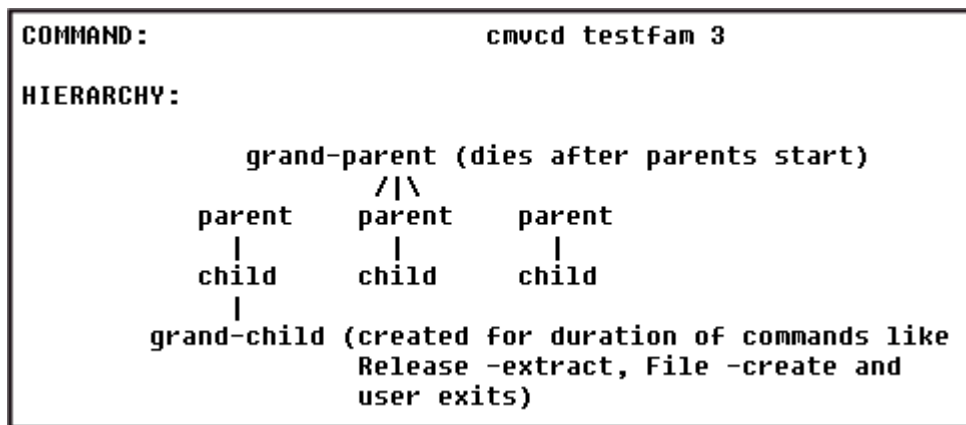 COMMAND: cmvcd testfam 3
HIERARCHY:
grand-parent (dies after parents start)
/|\
parent parent parent
| | |
child child child
|
grand-child (created for duration of commands like
Release -extract, File -create and
user exits)